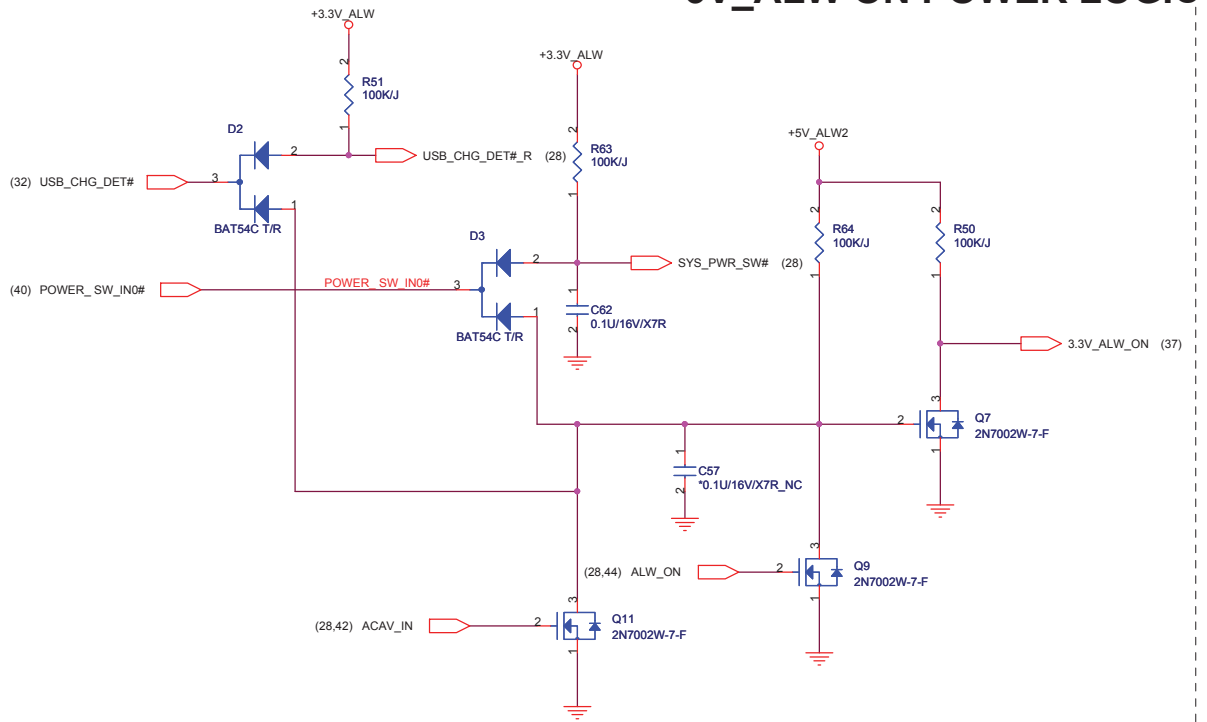 +3.3V_ALW
2
R51
100K/J
1
D2
2
USB_CHG_DET#_R (28)
(32) USB_CHG_DET#
3
1
BAT54C T/R
+3.3V_ALW
2
R63
100K/J
1
D3
2
SYS_PWR_SW# (28)
(40) POWER_ SW_IN0#
POWER_ SW_IN0#
3
1
BAT54C T/R
1
C62
0.1U/16V/X7R
2
+5V_ALW2
2
R64
100K/J
1
2
R50
100K/J
1
3.3V_ALW_ON (37)
3
2
Q7
2N7002W-7-F
1
1
C57
*0.1U/16V/X7R_NC
2
3
(28,44) ALW_ON
2
Q9
2N7002W-7-F
1
3
(28,42) ACAV_IN
2
Q11
2N7002W-7-F
1